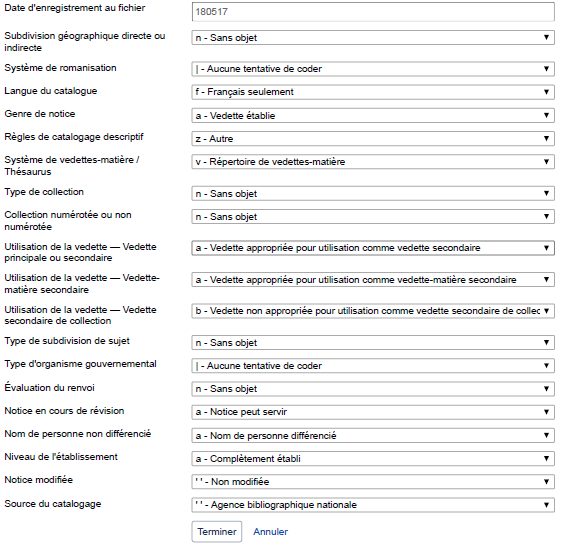 Date d'enregistrement au fichier
180517
Subdivision géographique directe ou
indirecte
n - Sans objet
Système de romanisation
| - Aucune tentative de coder
Langue du catalogue
f - Français seulement
Genre de notice
a - Vedette établie
Règles de catalogage descriptif
z - Autre
Système de vedettes-matière /
Thésaurus
v - Répertoire de vedettes-matière
Type de collection
n - Sans objet
Collection numérotée ou non
numérotée
n - Sans objet
Utilisation de la vedette — Vedette
principale ou secondaire
a - Vedette appropriée pour utilisation comme vedette secondaire
Utilisation de la vedette — Vedette-
matière secondaire
a - Vedette appropriée pour utilisation comme vedette-matière secondaire
Utilisation de la vedette — Vedette
secondaire de collection
b - Vedette non appropriée pour utilisation comme vedette secondaire de collec
Type de subdivision de sujet
n - Sans objet
Type d'organisme gouvernemental
| - Aucune tentative de coder
Évaluation du renvoi
n - Sans objet
Notice en cours de révision
a - Notice peut servir
Nom de personne non différencié
a - Nom de personne différencié
Niveau de l'établissement
a - Complètement établi
Notice modifiée
' ' - Non modifiée
Source du catalogage
' ' - Agence bibliographique nationale
Terminer Annuler